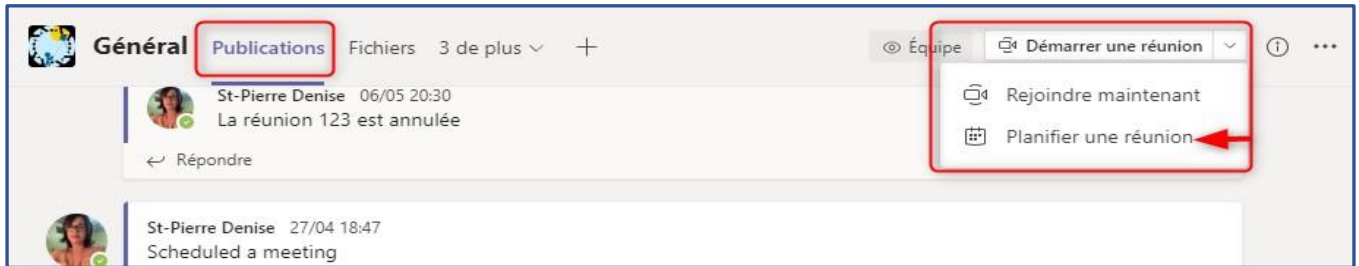 Général Publications Fichiers 3 de plus Équipe Démarrer une réunion
Rejoindre maintenant
Planifier une réunion
St-Pierre Denise 06/05 20:30
La réunion 123 est annulée
Répondre
St-Pierre Denise 27/04 18:47
Scheduled a meeting